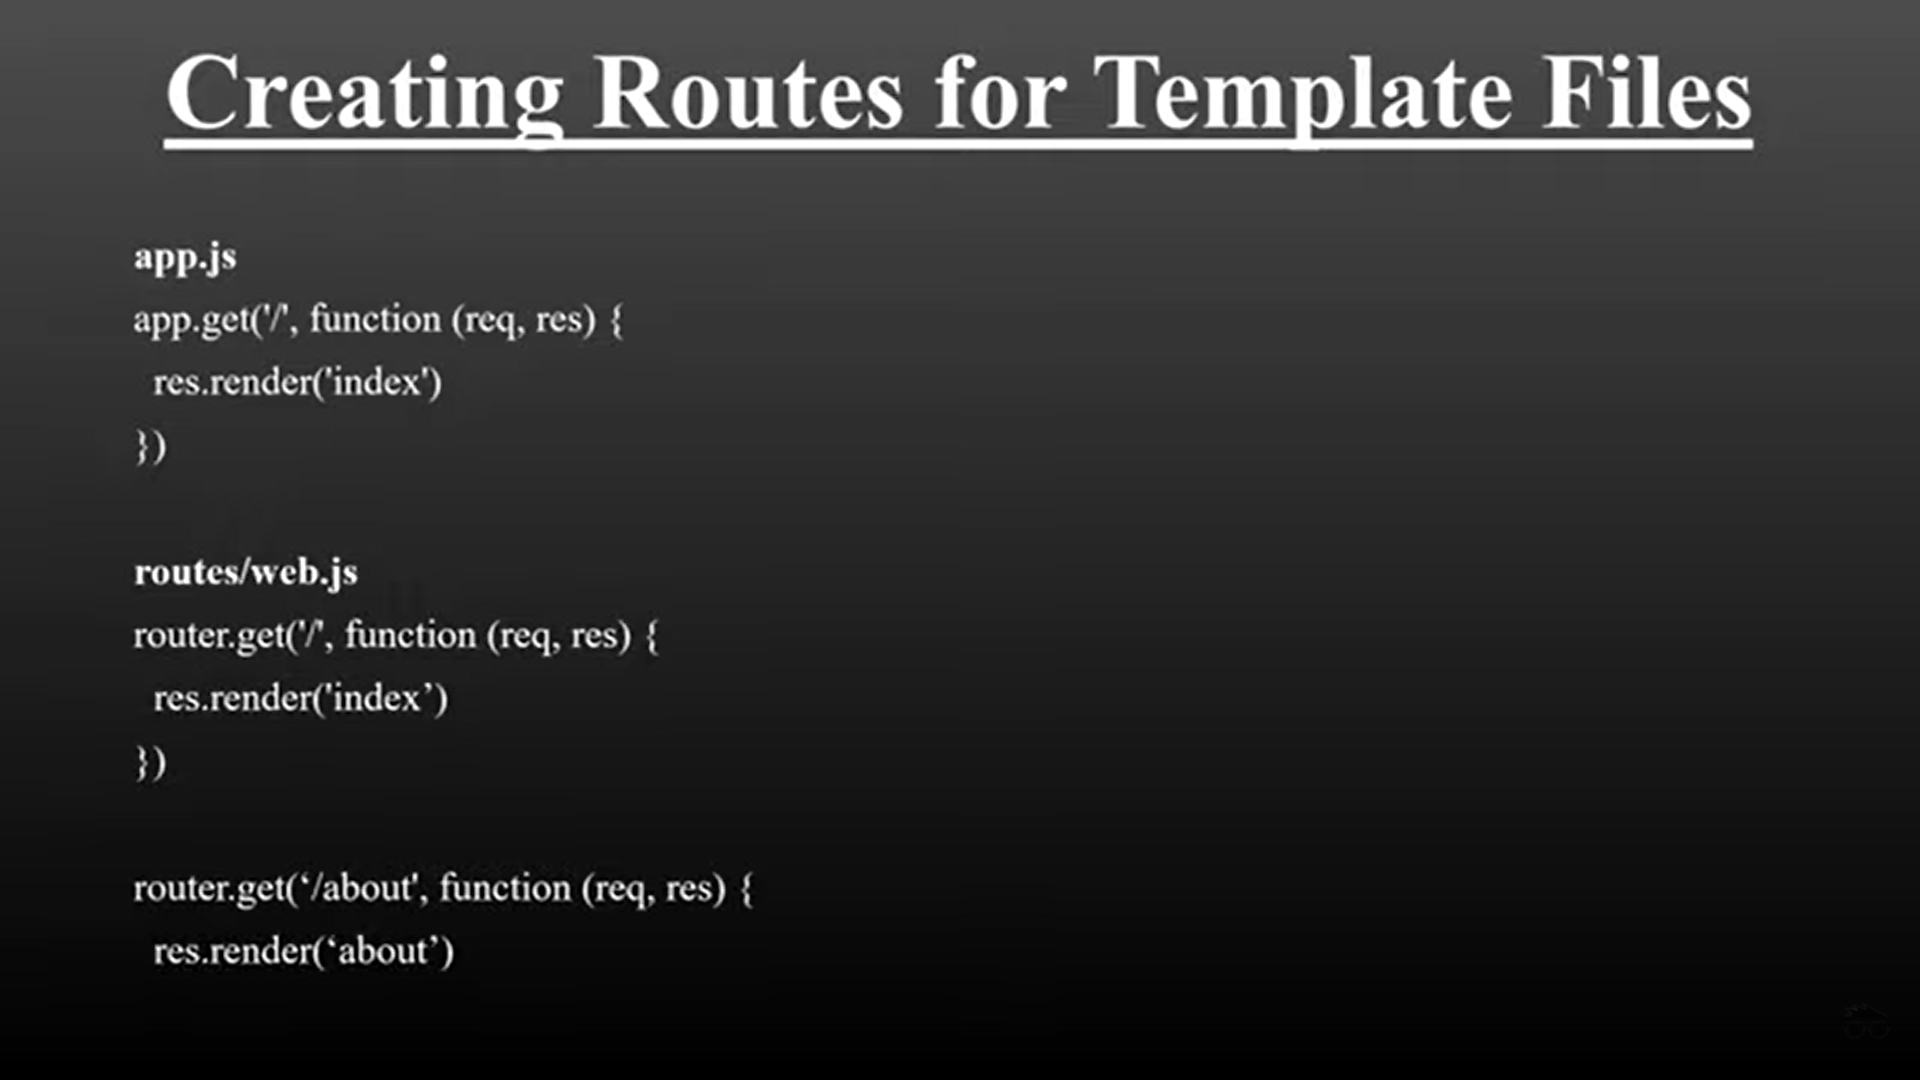 Creating Routes for Template Files
app.js
app.get('/', function (req, res) {
res.render('index')
})
routes/web.js
router.get('/', function (req, res) {
res.render('index’)
})
router.get(‘/about', function (req, res) {
res.render(‘about’)